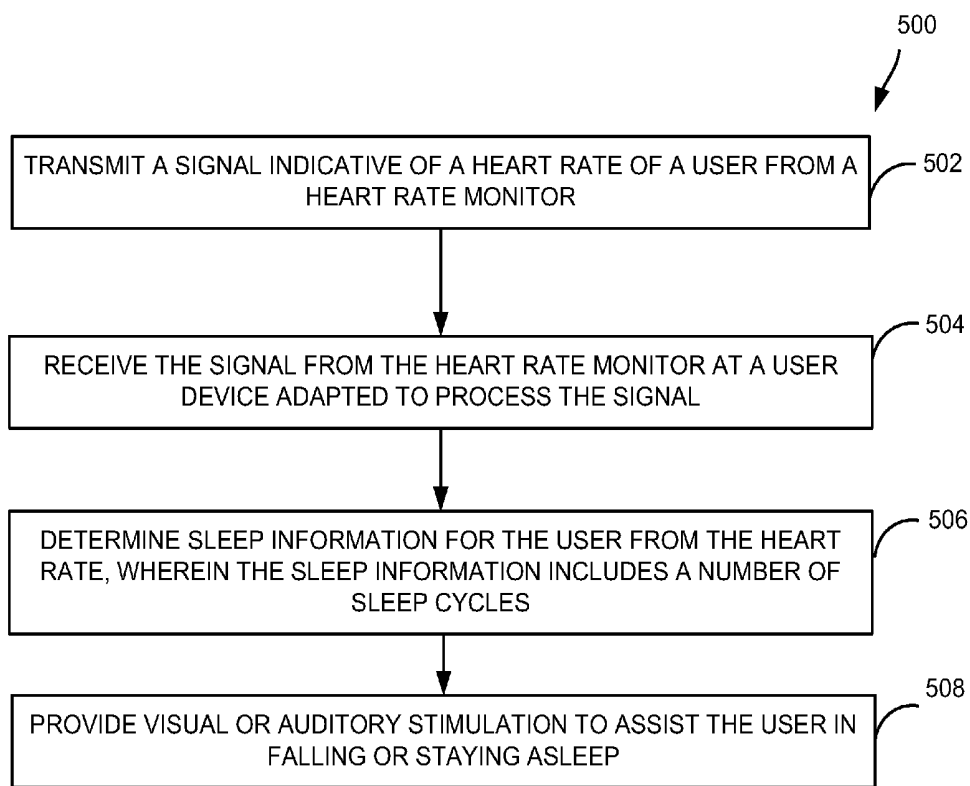 500
TRANSMIT A SIGNAL INDICATIVE OF A HEART RATE OF A USER FROM A
HEART RATE MONITOR
502
RECEIVE THE SIGNAL FROM THE HEART RATE MONITOR AT A USER
DEVICE ADAPTED TO PROCESS THE SIGNAL
504
DETERMINE SLEEP INFORMATION FOR THE USER FROM THE HEART
RATE, WHEREIN THE SLEEP INFORMATION INCLUDES A NUMBER OF
SLEEP CYCLES
506
PROVIDE VISUAL OR AUDITORY STIMULATION TO ASSIST THE USER IN
FALLING OR STAYING ASLEEP
508